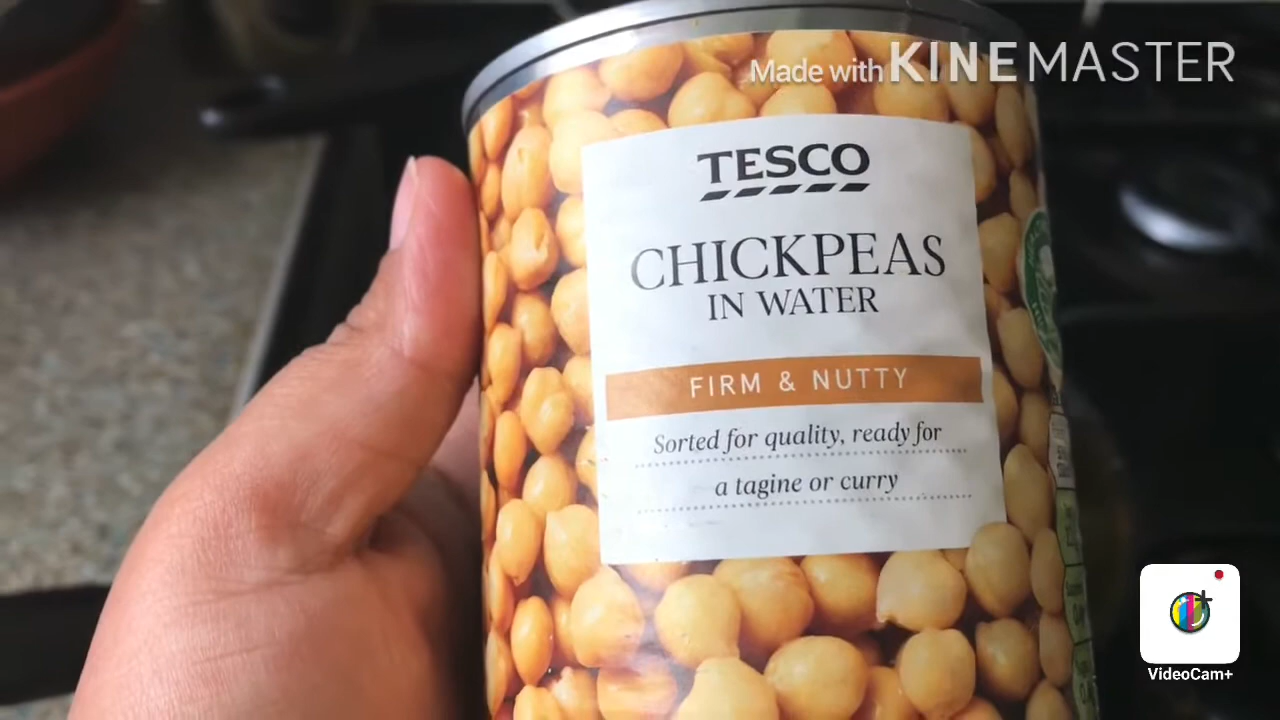 Made with KINEMASTER
TESCO
CHICKPEAS
IN WATER
FIRM & NUTTY
Sorted for quality, ready for
a tagine or curry
VideoCam+